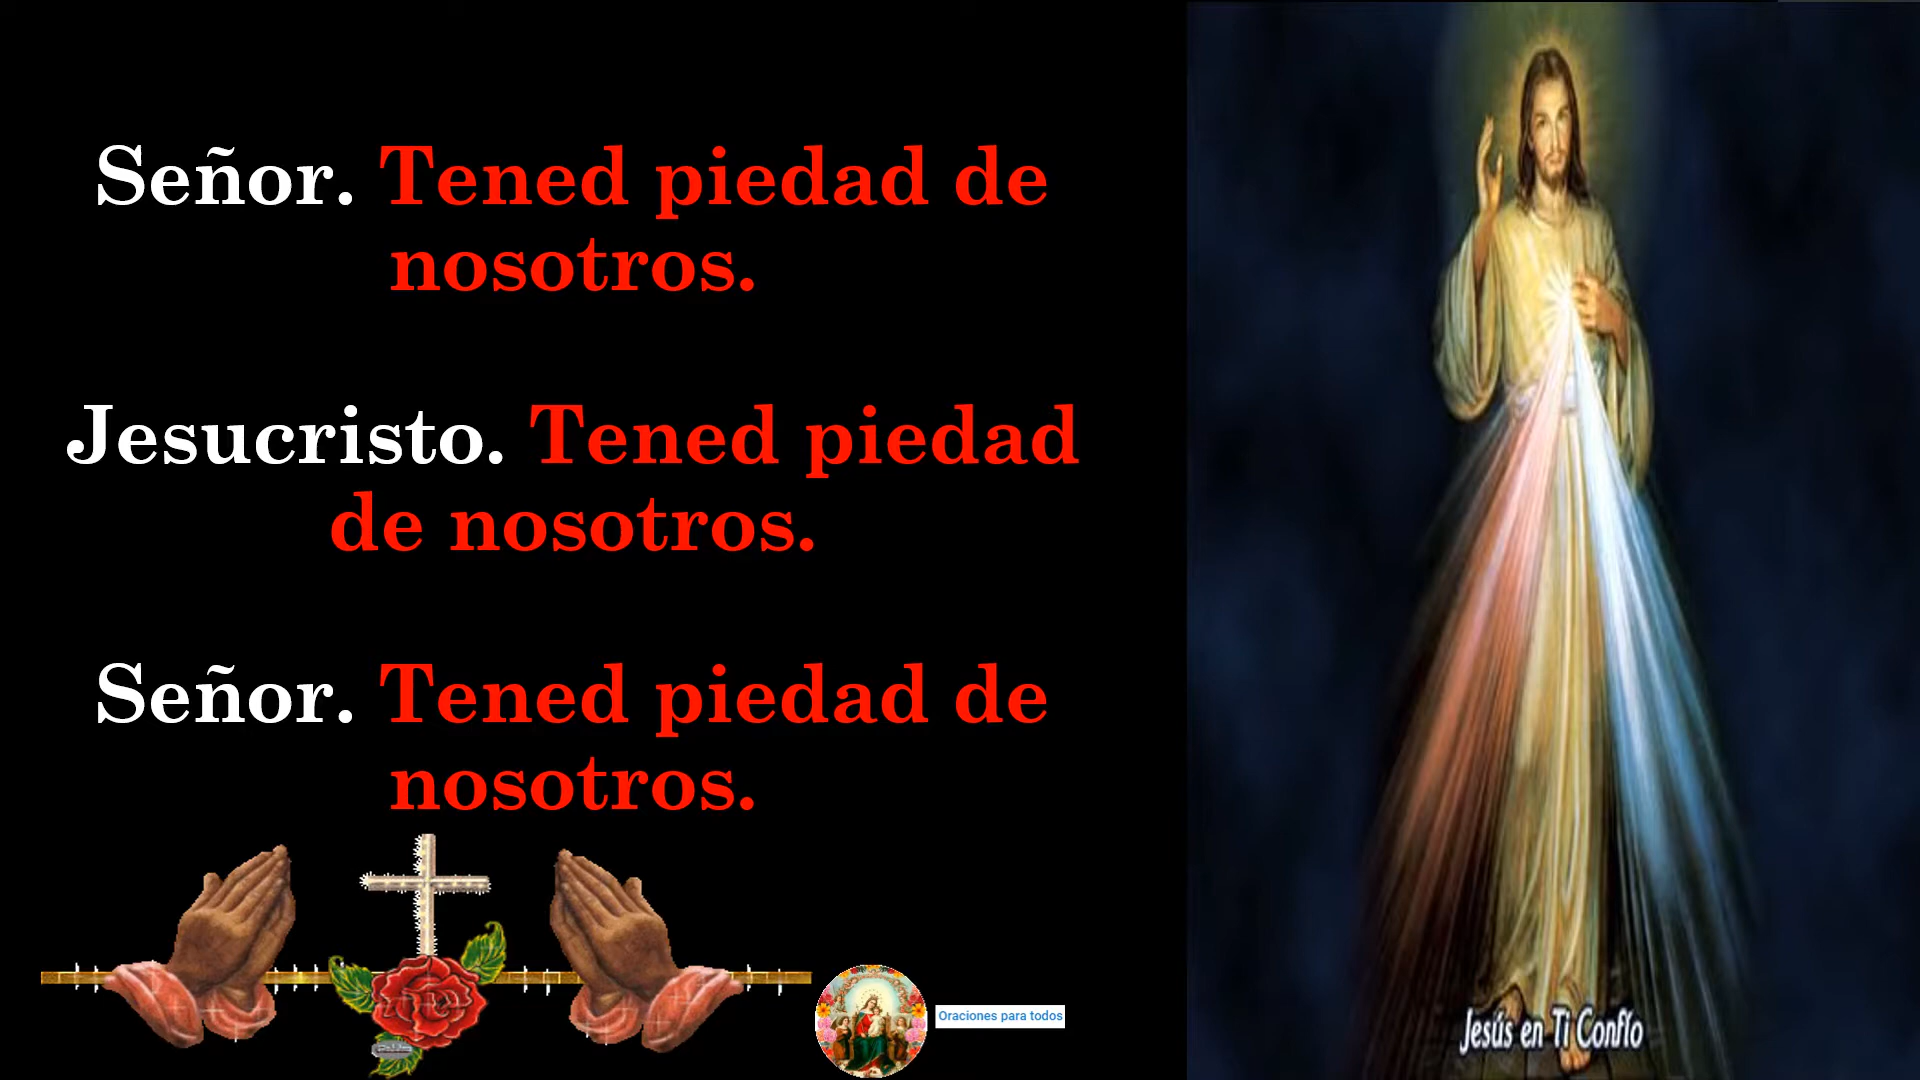 Señor. Tened piedad de
nosotros.
Jesucristo. Tened piedad
de nosotros.
Señor. Tened piedad de
nosotros.
Oraciones para todos
Jesús en Ti Confío